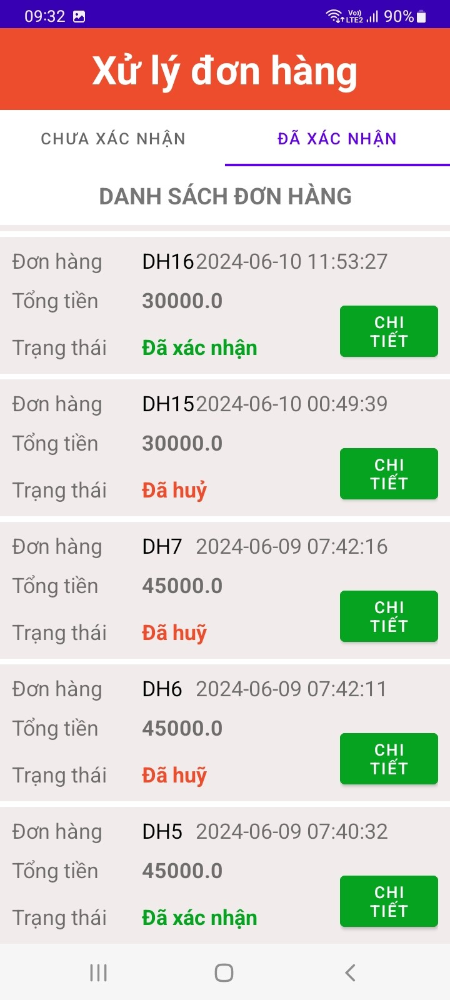 09:32 Vo)) LTE2 90%
Xử lý đơn hàng
CHƯA XÁC NHẬN ĐÃ XÁC NHẬN
DANH SÁCH ĐƠN HÀNG
Đơn hàng DH16 2024-06-10 11:53:27
Tổng tiền 30000.0
CHI
TIẾT
Trạng thái Đã xác nhận
Đơn hàng DH15 2024-06-10 00:49:39
Tổng tiền 30000.0
CHI
TIẾT
Trạng thái Đã huỷ
Đơn hàng DH7 2024-06-09 07:42:16
Tổng tiền 45000.0
CHI
TIẾT
Trạng thái Đã huỹ
Đơn hàng DH6 2024-06-09 07:42:11
Tổng tiền 45000.0
CHI
TIẾT
Trạng thái Đã huỹ
Đơn hàng DH5 2024-06-09 07:40:32
Tổng tiền 45000.0
CHI
TIẾT
Trạng thái Đã xác nhận